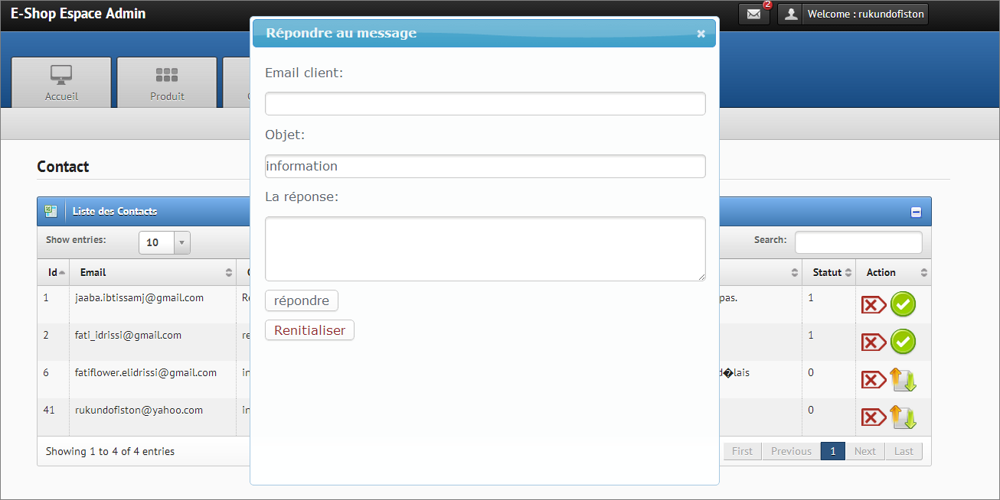 E-Shop Espace Admin
2
Welcome : rukundofiston
Répondre au message
Accueil
Produit
Email client:
Objet:
information
La réponse:
répondre
Renitialiser
Contact
Liste des Contacts
Show entries: 10 Search:
Id Email Statut Action
1 jaaba.ibtissamj@gmail.com Re pas. 1
2 fati_idrissi@gmail.com re 1
6 fatiflower.elidrissi@gmail.com in d�lais 0
41 rukundofiston@yahoo.com in 0
Showing 1 to 4 of 4 entries First Previous 1 Next Last